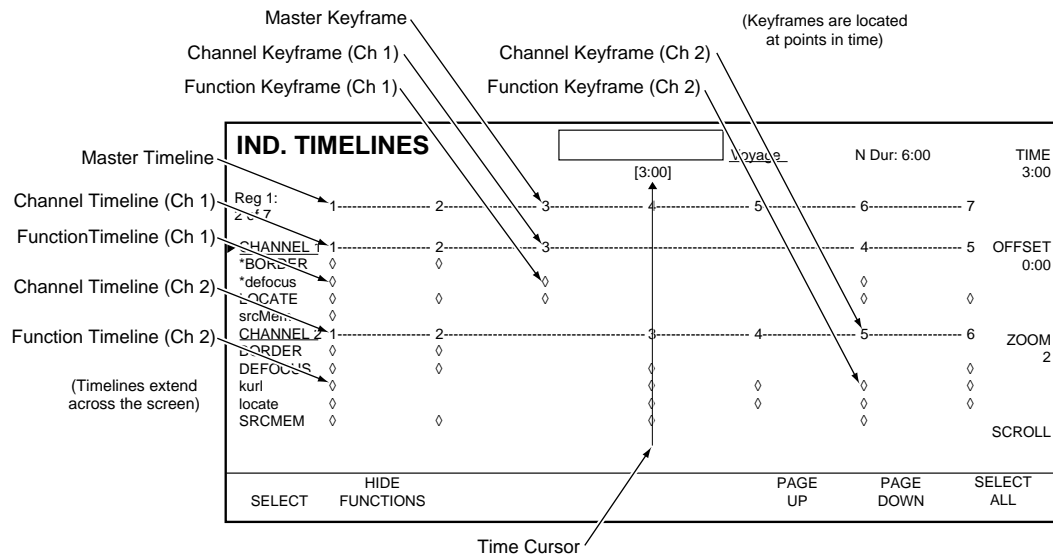 Master Keyframe
(Keyframes are located
at points in time)
Channel Keyframe (Ch 1)
Channel Keyframe (Ch 2)
Function Keyframe (Ch 1)
Function Keyframe (Ch 2)
IND. TIMELINES
Voyage
N Dur: 6:00
TIME
3:00
Master Timeline
[3:00]
Reg 1:
2 of 7
1 2 3 4 5 6 7
Channel Timeline (Ch 1)
CHANNEL 1 1 2 3 4 5
OFFSET
0:00
FunctionTimeline (Ch 1)
*BORDER
*defocus
LOCATE
srcMem
Channel Timeline (Ch 2)
CHANNEL 2 1 2 3 4 5 6
Function Timeline (Ch 2)
ZOOM
2
BORDER
DEFOCUS
kurl
locate
SRCMEM
(Timelines extend
across the screen)
SCROLL
SELECT
HIDE
FUNCTIONS
PAGE
UP
PAGE
DOWN
SELECT
ALL
Time Cursor